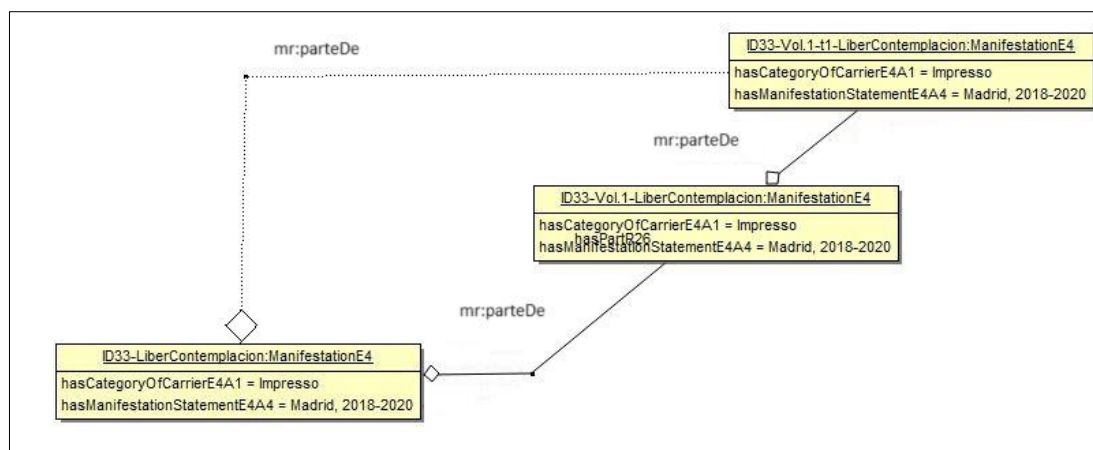 mr:parteDe
ID33-Vol.1-t1-LiberContemplacion:ManifestationE4
hasCategoryOfCarrierE4A1 = Impresso
hasManifestationStatementE4A4 = Madrid, 2018-2020
mr:parteDe
ID33-Vol.1-LiberContemplacion:ManifestationE4
hasCategoryOfCarrierE4A1 = Impresso
hasPartR26
hasManifestationStatementE4A4 = Madrid, 2018-2020
mr:parteDe
ID33-LiberContemplacion:ManifestationE4
hasCategoryOfCarrierE4A1 = Impresso
hasManifestationStatementE4A4 = Madrid, 2018-2020